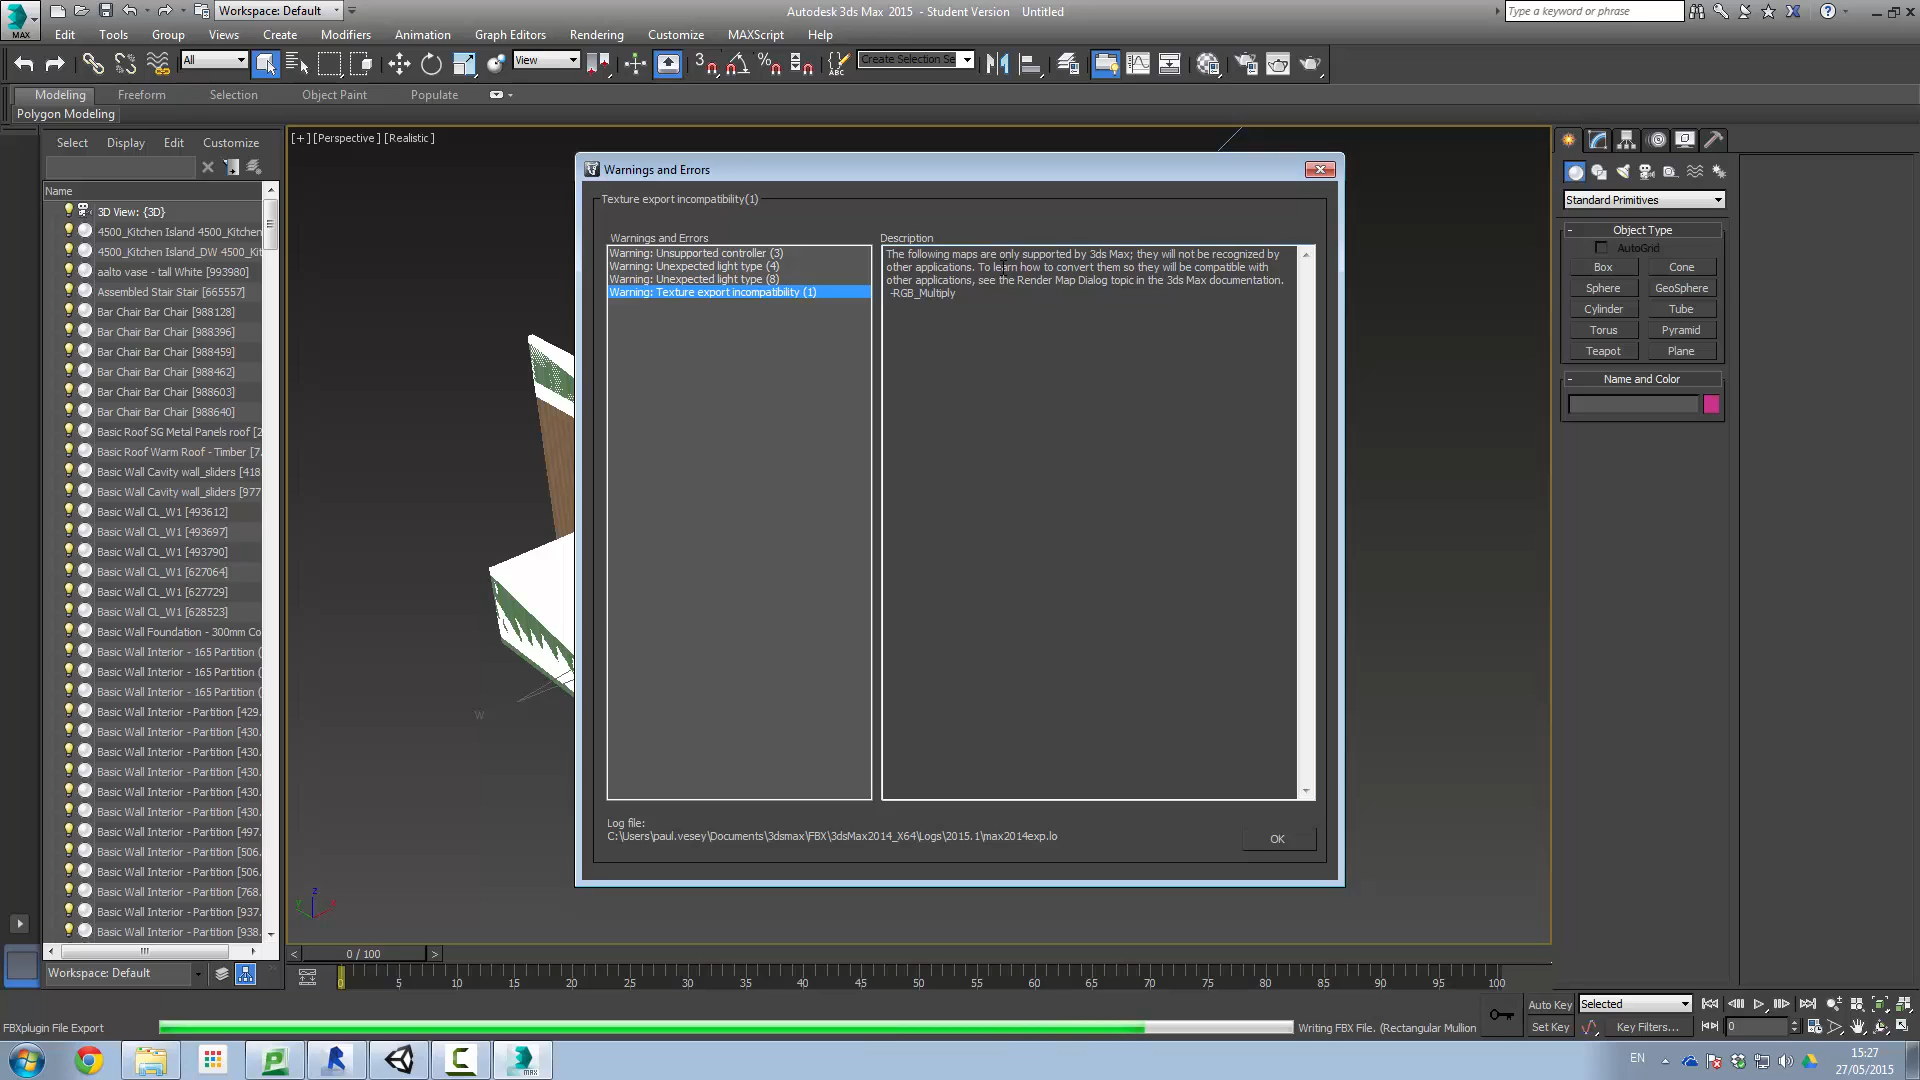 Workspace: Default
Autodesk 3ds Max 2015 - Student Version Untitled
Type a keyword or phrase
MAX
Edit Tools Group Views Create Modifiers Animation Graph Editors Rendering Customize MAXScript Help
All
View
3
ABC
Create Selection Se
Modeling Freeform Selection Object Paint Populate
Polygon Modeling
Select Display Edit Customize
Name
3D View: {3D}
4500_Kitchen Island 4500_Kitchen
4500_Kitchen Island_DW 4500_Kit
aalto vase - tall White [993980]
Assembled Stair Stair [665557]
Bar Chair Bar Chair [988128]
Bar Chair Bar Chair [988396]
Bar Chair Bar Chair [988459]
Bar Chair Bar Chair [988462]
Bar Chair Bar Chair [988603]
Bar Chair Bar Chair [988640]
Basic Roof SG Metal Panels roof [2
Basic Roof Warm Roof - Timber [7.
Basic Wall Cavity wall_sliders [418
Basic Wall Cavity wall_sliders [977
Basic Wall CL_W1 [493612]
Basic Wall CL_W1 [493697]
Basic Wall CL_W1 [493790]
Basic Wall CL_W1 [627064]
Basic Wall CL_W1 [627729]
Basic Wall CL_W1 [628523]
Basic Wall Foundation - 300mm Co
Basic Wall Interior - 165 Partition (
Basic Wall Interior - 165 Partition (
Basic Wall Interior - 165 Partition (
Basic Wall Interior - Partition [429.
Basic Wall Interior - Partition [430.
Basic Wall Interior - Partition [430.
Basic Wall Interior - Partition [430.
Basic Wall Interior - Partition [430.
Basic Wall Interior - Partition [430.
Basic Wall Interior - Partition [497.
Basic Wall Interior - Partition [506.
Basic Wall Interior - Partition [506.
Basic Wall Interior - Partition [768.
Basic Wall Interior - Partition [937.
Basic Wall Interior - Partition [938.
Workspace: Default
[+] [Perspective ] [Realistic ]
W
z
Warnings and Errors
Texture export incompatibility(1)
Warnings and Errors
Warning: Unsupported controller (3)
Warning: Unexpected light type (4)
Warning: Unexpected light type (8)
Warning: Texture export incompatibility (1)
Description
The following maps are only supported by 3ds Max; they will not be recognized by
other applications. To learn how to convert them so they will be compatible with
other applications, see the Render Map Dialog topic in the 3ds Max documentation.
-RGB_Multiply
Log file:
C:\Users\paul.vesey\Documents\3dsmax\FBX\3dsMax2014_X64\Logs\2015.1\max2014exp.lo
OK
Standard Primitives
- Object Type
AutoGrid
Box Cone
Sphere GeoSphere
Cylinder Tube
Torus Pyramid
Teapot Plane
- Name and Color
< 0 / 100 >
0 5 10 15 20 25 30 35 40 45 50 55 60 65 70 75 80 85 90 95 100
FBXplugin File Export
Writing FBX File. (Rectangular Mullion
Auto Key Selected
Set Key Key Filters... 0
EN
15:27
27/05/2015
MAX